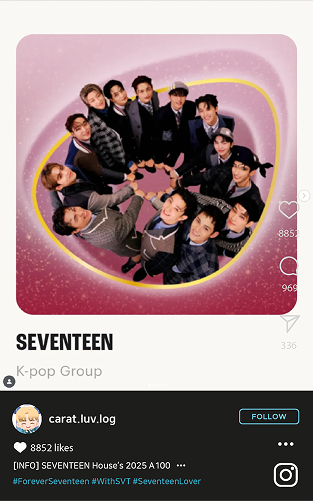 8852
969
336
SEVENTEEN
K-pop Group
carat.luv.log
FOLLOW
8852 likes
[INFO] SEVENTEEN House's 2025 A100 •••
#ForeverSeventeen #WithSVT #SeventeenLover